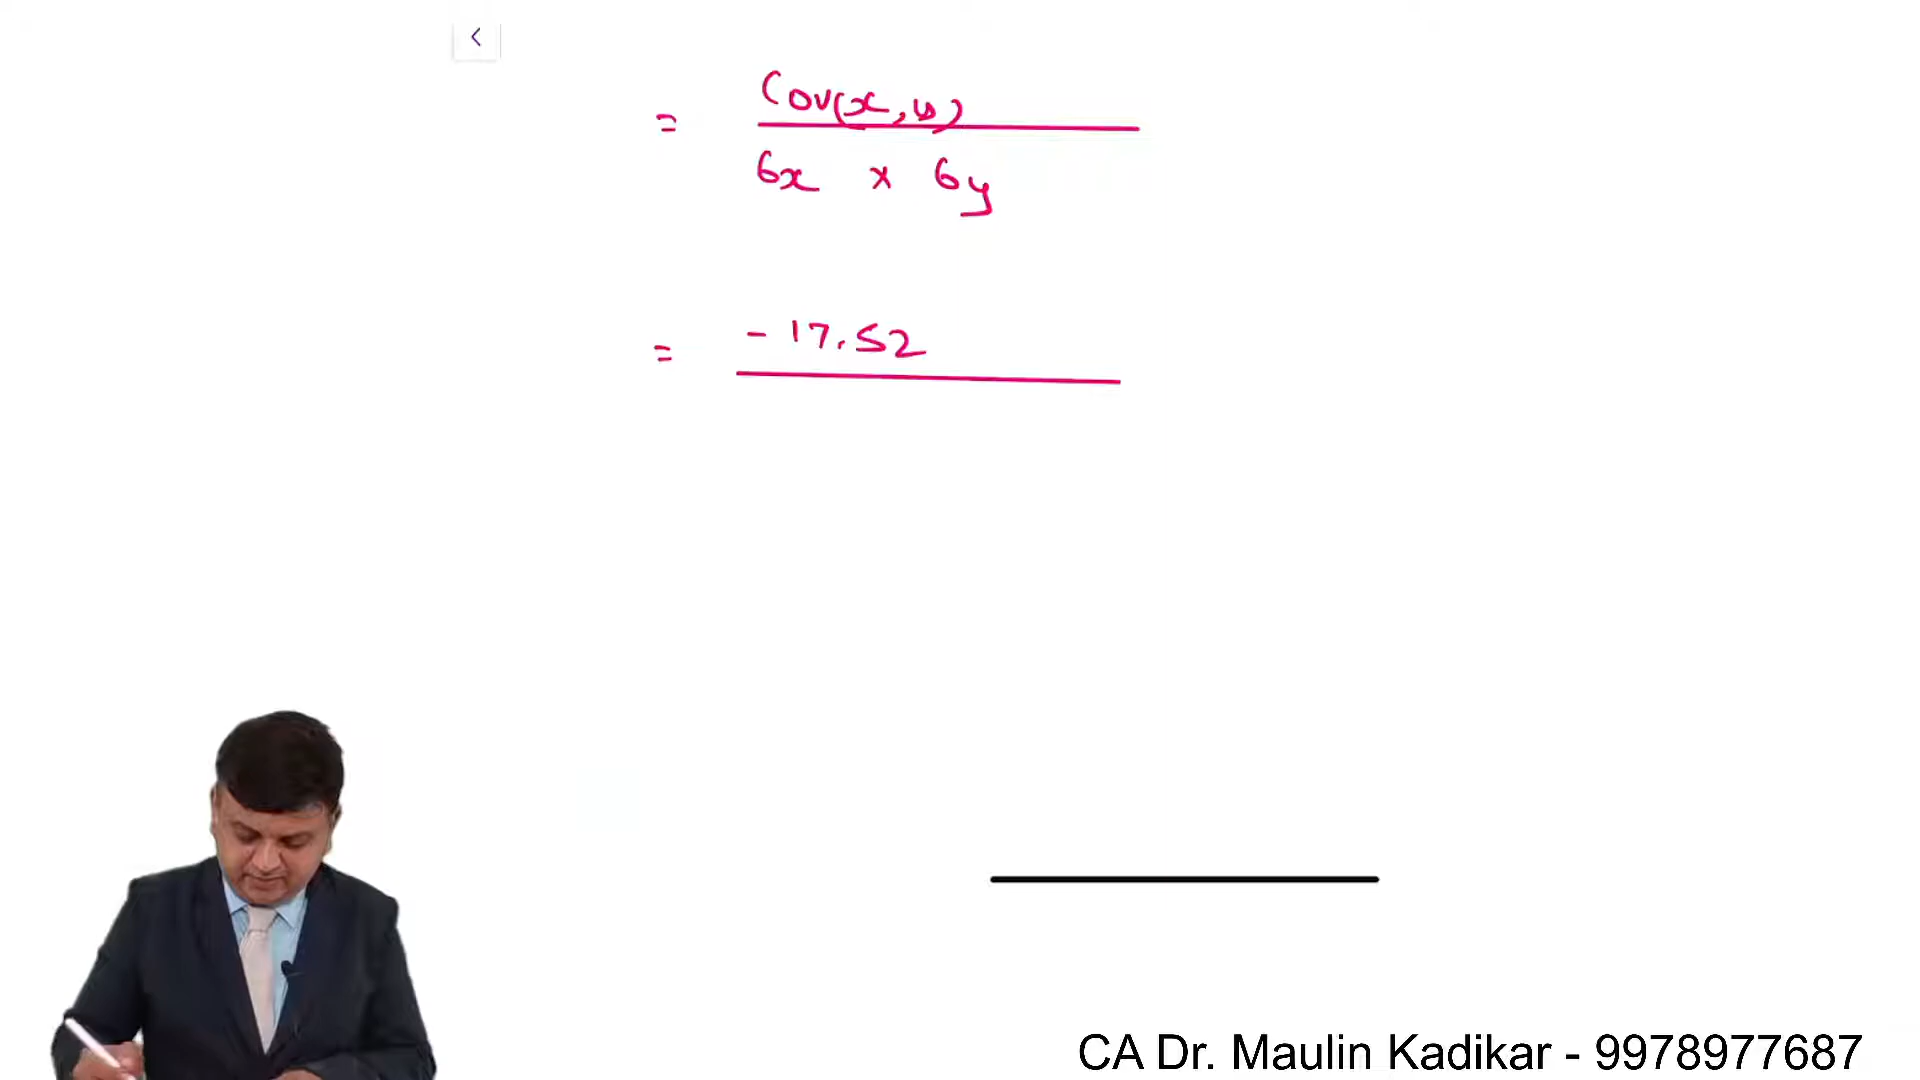 = Cov(x,y)
6x × 6y
= - 17.52
CA Dr. Maulin Kadikar - 9978977687